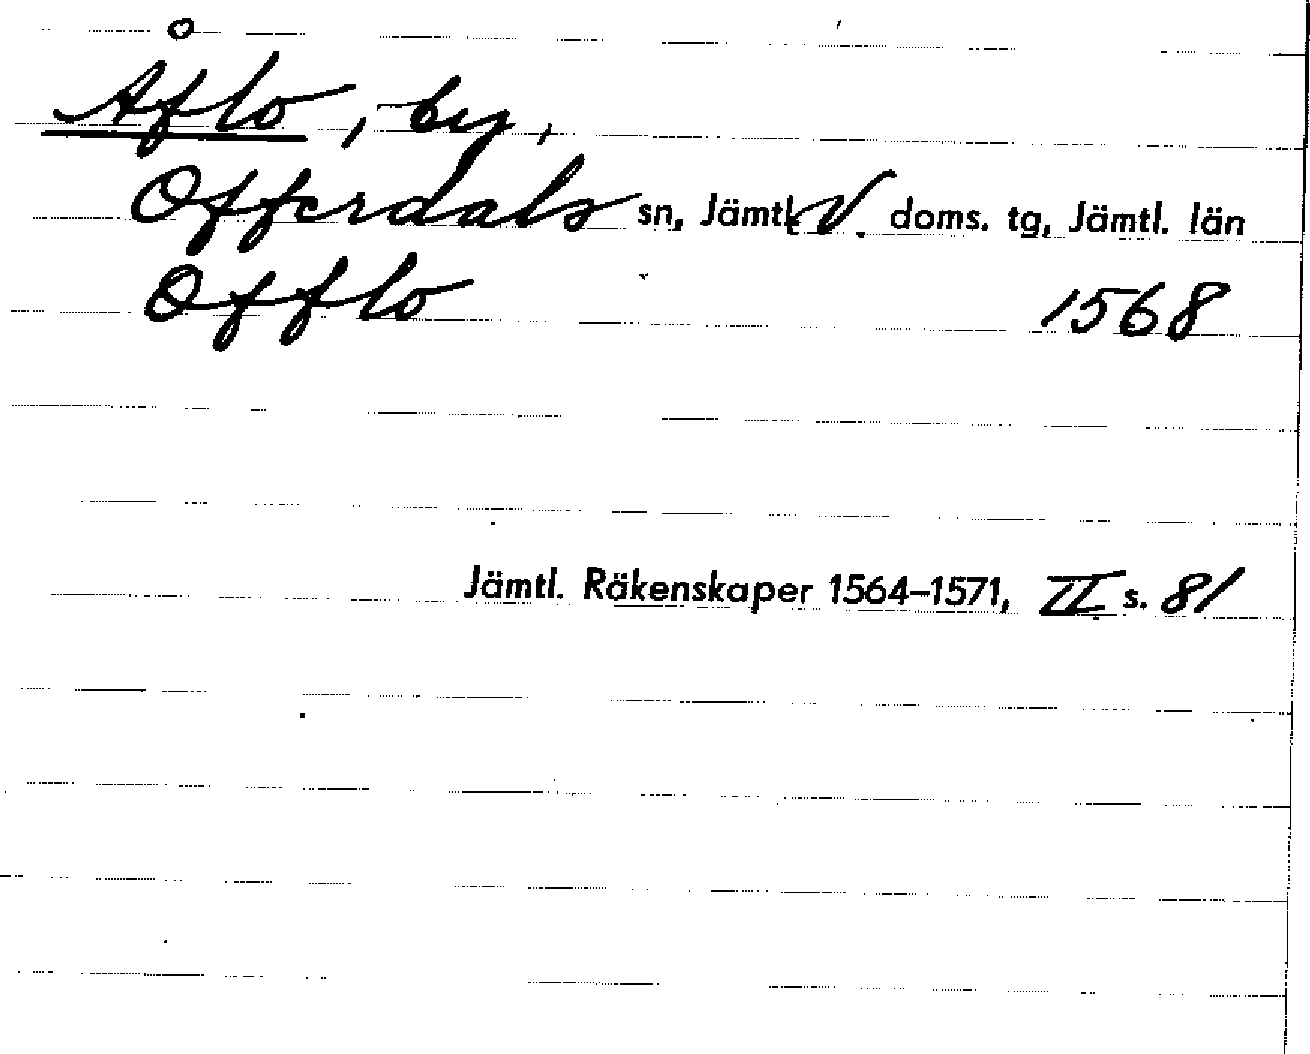 Åflo, by,
Offerdals sn, Jämtl. V. doms. tg, Jämtl. län
Offlo 1568
Jämtl. Räkenskaper 1564–1571, II s. 81